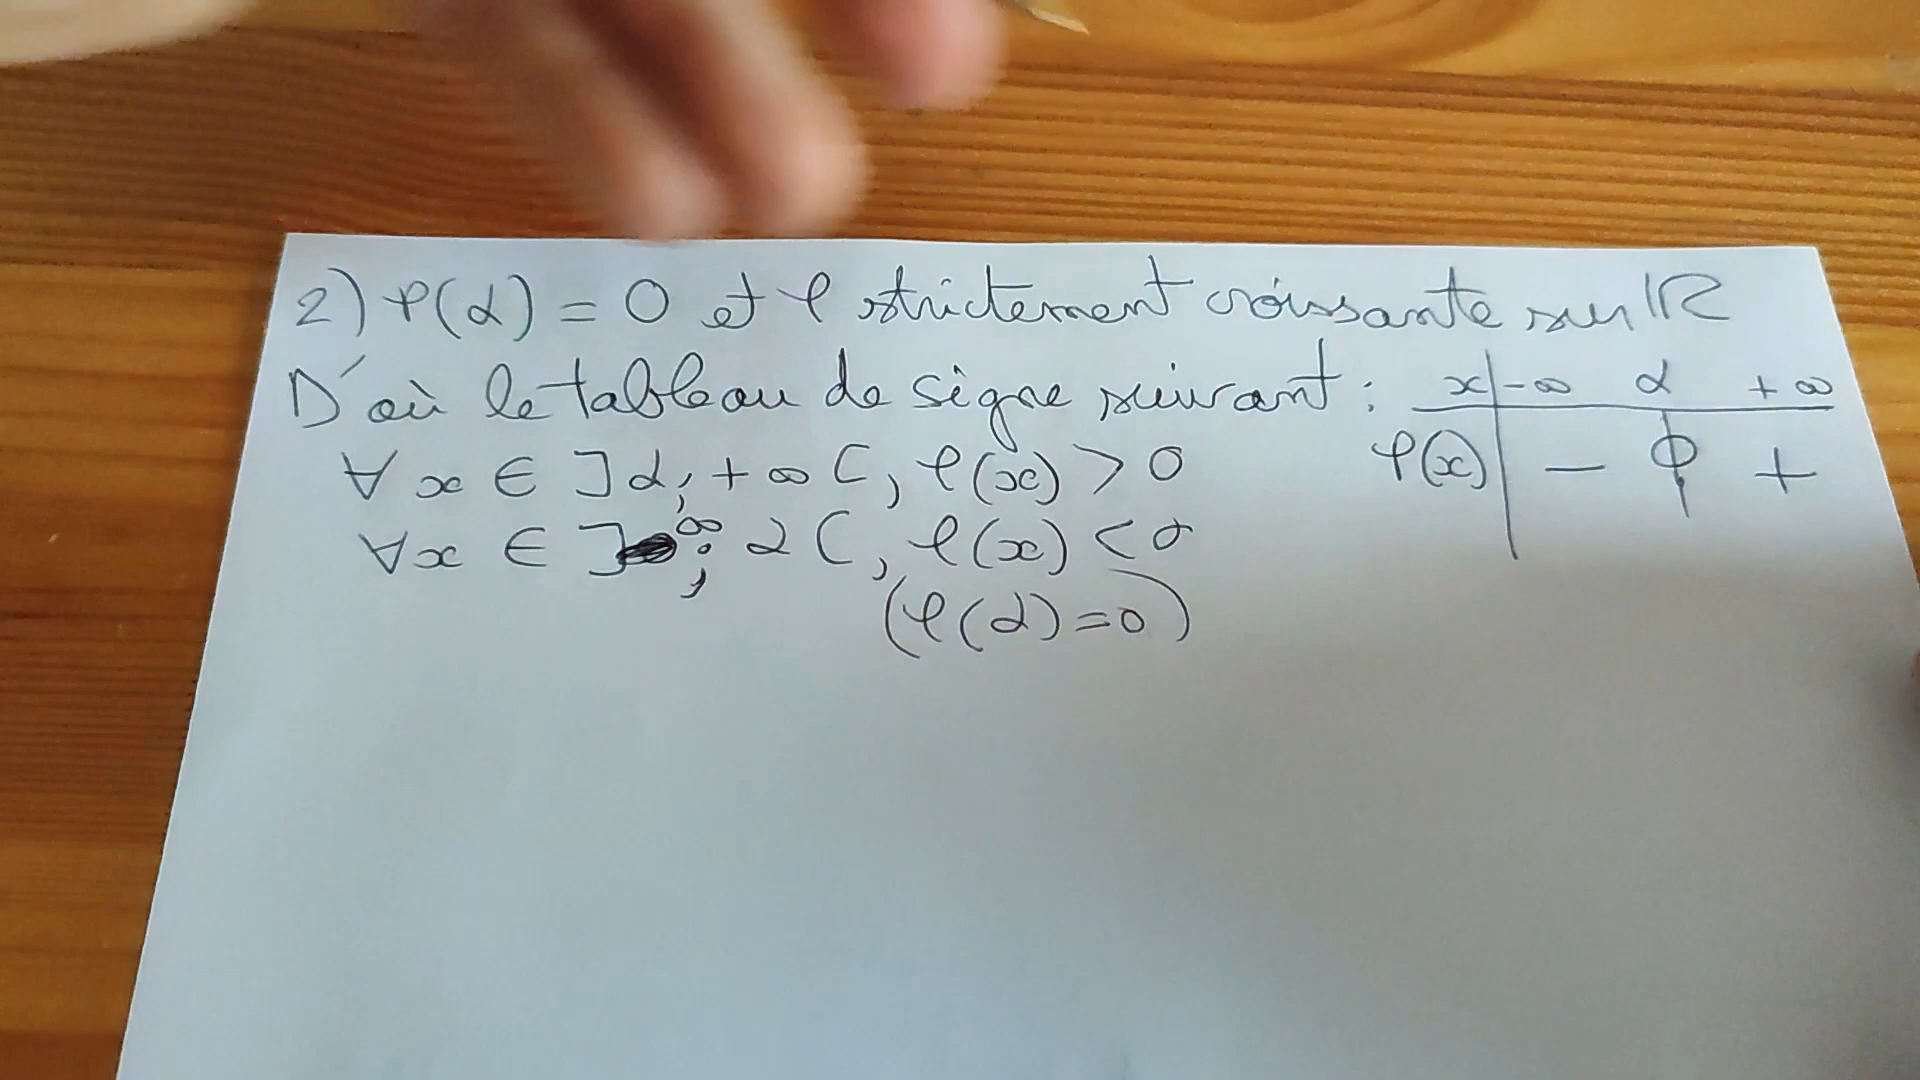 2) φ(α) = 0 et φ strictement croissante sur ℝ
D'où le tableau de signe suivant :
x | -∞ α +∞
φ(x) | - 0 +
∀ x ∈ ]α; +∞[, φ(x) > 0
∀x ∈ ] ∞; α[, φ(x) < 0
(φ(α) = 0)